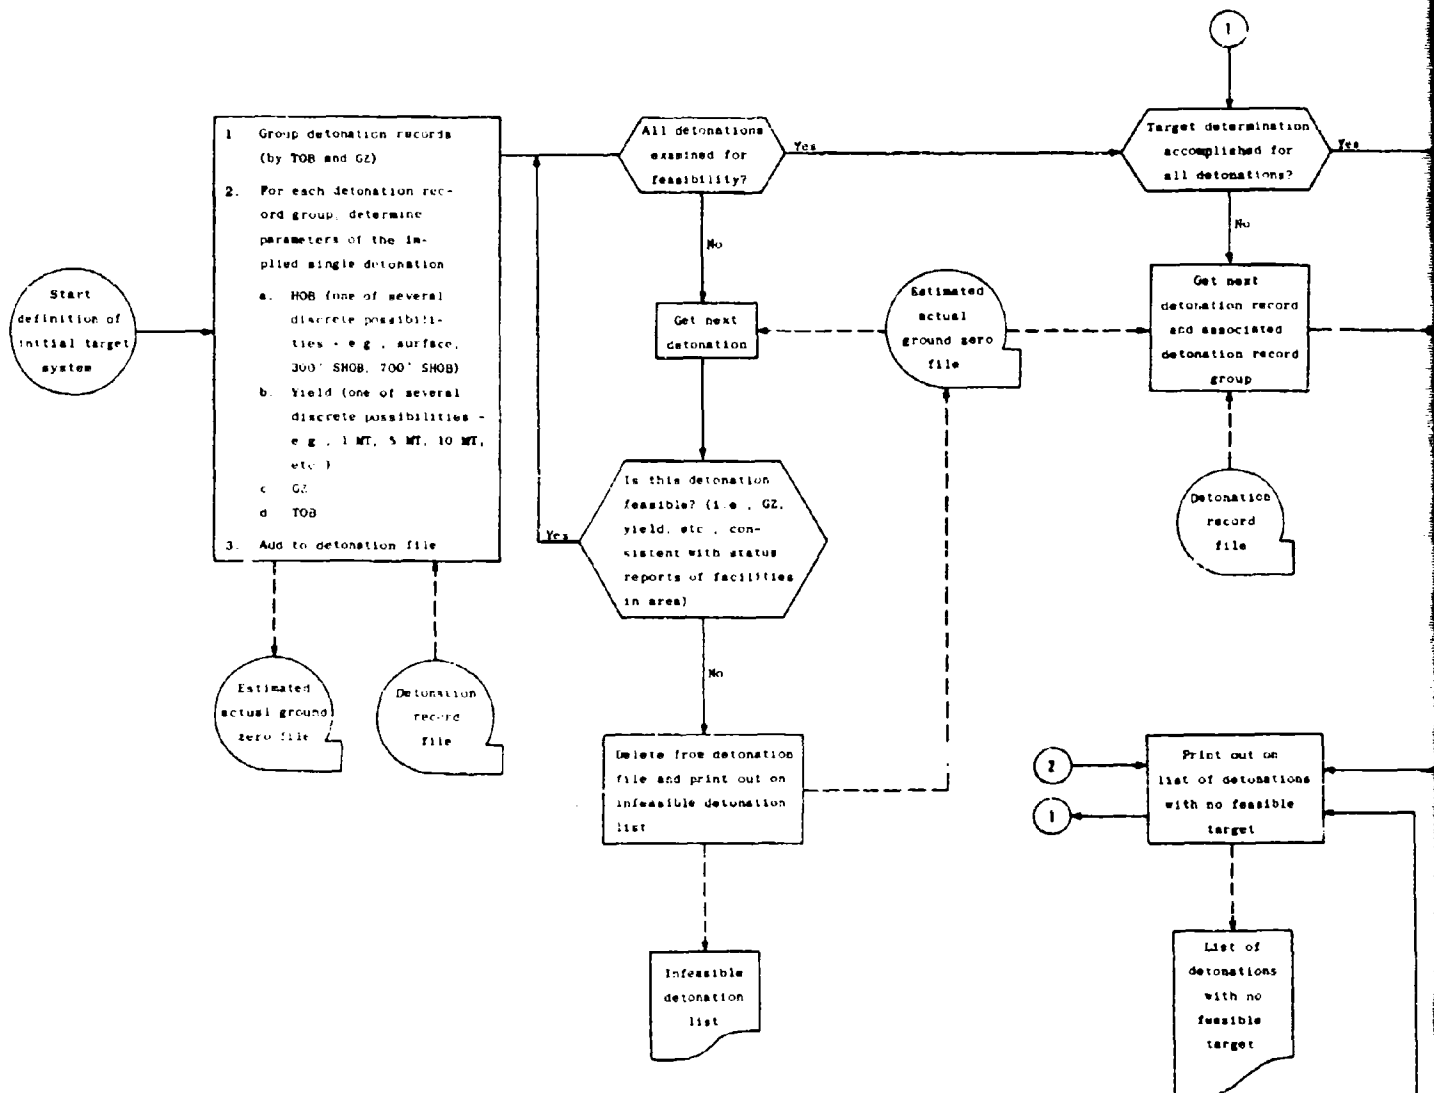 Start
definition of
initial target
system
1 Group detonation records
(by TOB and GZ)
2. For each detonation rec-
ord group, determine
parameters of the im-
plied single detonation
a. HOB (one of several
discrete possibili-
ties - e g , surface,
300' SHOB, 700' SHOB)
b. Yield (one of several
discrete possibilities -
e g , 1 MT, 5 MT, 10 MT,
etc )
c GZ
d TOB
3. Add to detonation file
Estimated
actual ground
zero file
Detonation
record
file
All detonations
examined for
feasibility?
Yes
No
Get next
detonation
Is this detonation
feasible? (i.e , GZ,
yield, etc , con-
sistent with status
reports of facilities
in area)
Yes
No
Delete from detonation
file and print out on
infeasible detonation
list
Infeasible
detonation
list
Estimated
actual
ground zero
file
1
Target determination
accomplished for
all detonations?
Yes
No
Get next
detonation record
and associated
detonation record
group
Detonation
record
file
2
1
Print out on
list of detonations
with no feasible
target
List of
detonations
with no
feasible
target